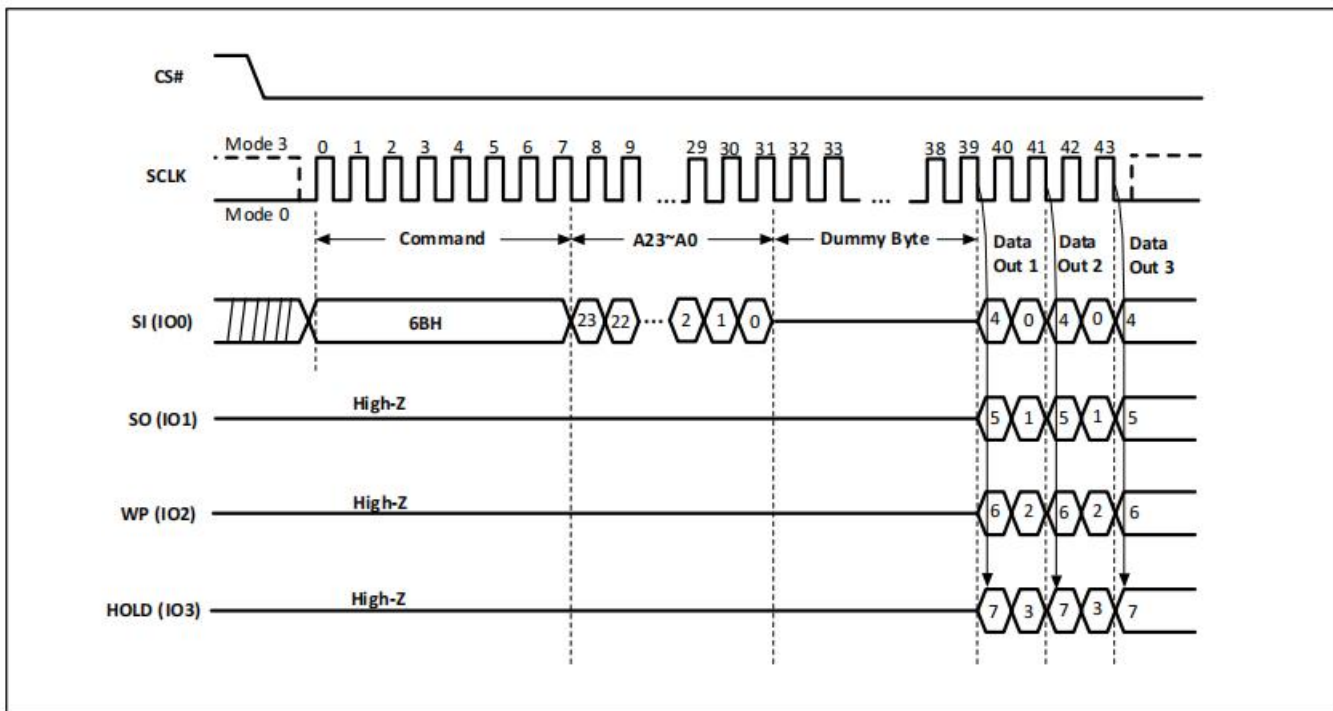 CS#
Mode 3
0 1 2 3 4 5 6 7 8 9 29 30 31 32 33 38 39 40 41 42 43
SCLK
... ...
Mode 0
Command A23~A0 Dummy Byte Data Out 1 Data Out 2 Data Out 3
SI (IO0) 6BH 23 22 ... 2 1 0 4 0 4 0 4
High-Z
SO (IO1) 5 1 5 1 5
High-Z
WP (IO2) 6 2 6 2 6
High-Z
HOLD (IO3) 7 3 7 3 7